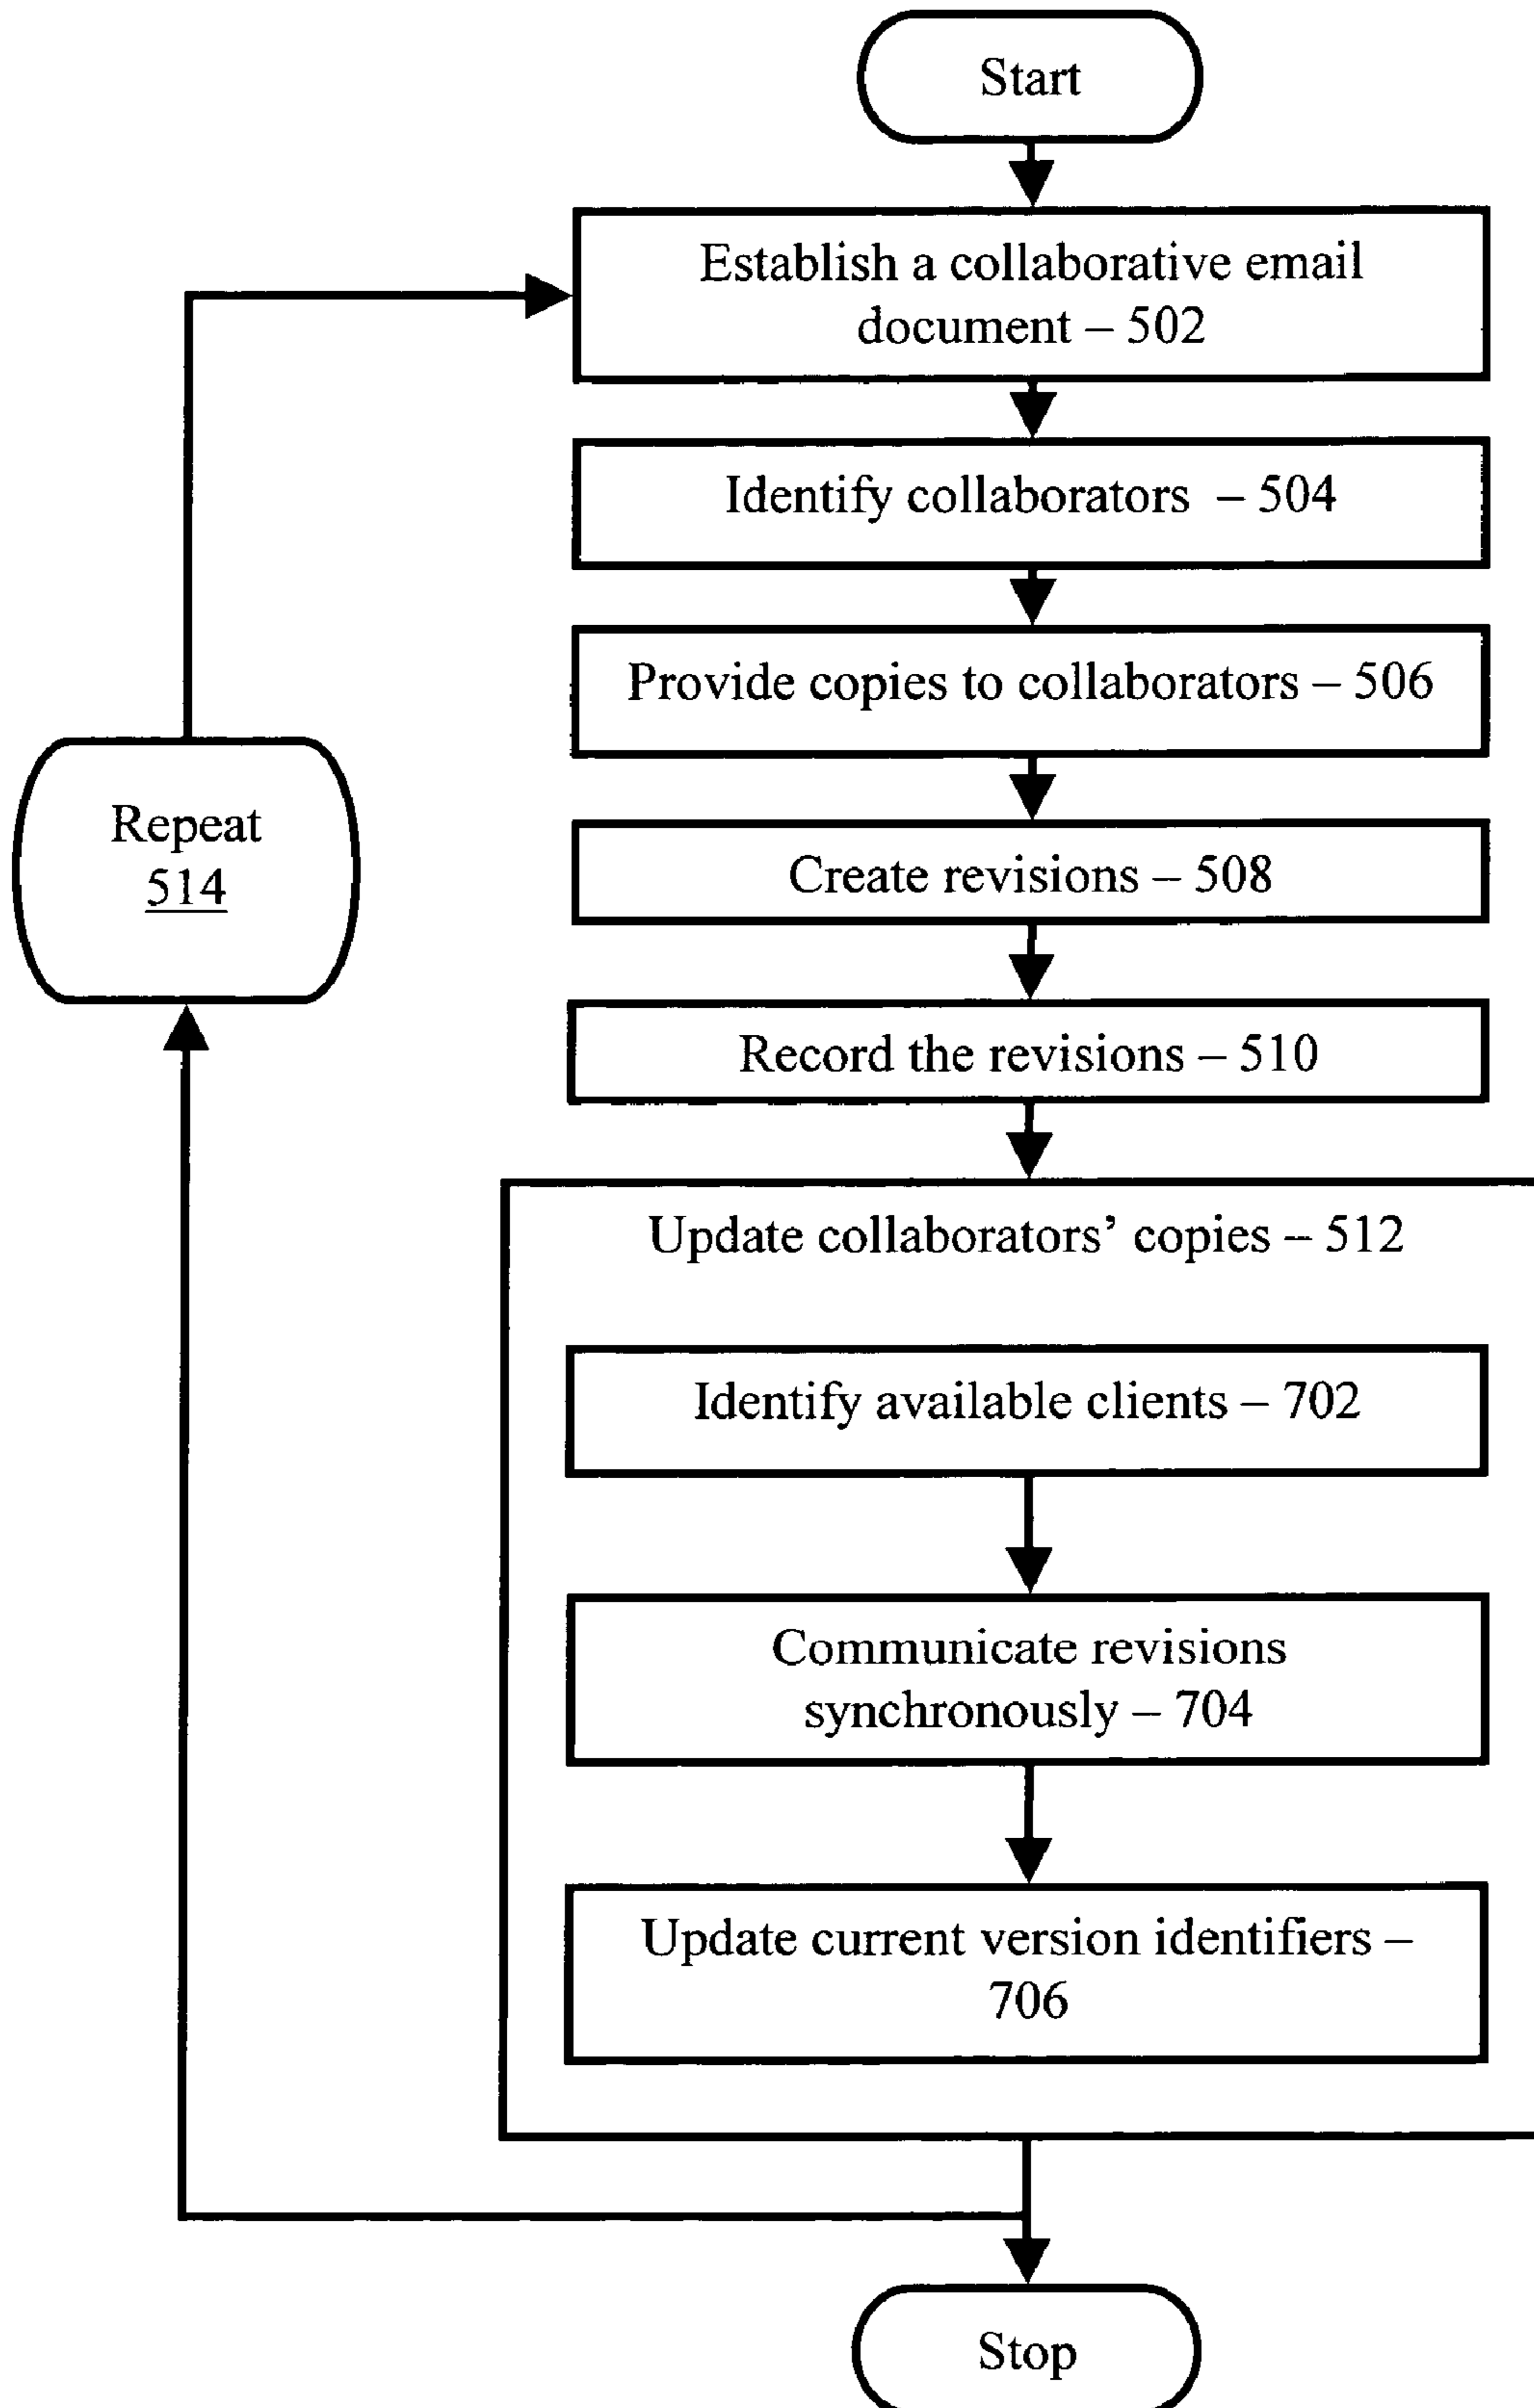 Start
Establish a collaborative email
document – 502
Identify collaborators – 504
Provide copies to collaborators – 506
Create revisions – 508
Repeat
514
Record the revisions – 510
Update collaborators’ copies – 512
Identify available clients – 702
Communicate revisions
synchronously – 704
Update current version identifiers –
706
Stop